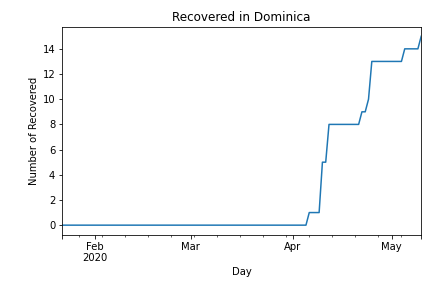 Recovered in Dominica
Number of Recovered
14
12
10
8
6
4
2
0
Feb
2020
Mar
Apr
May
Day